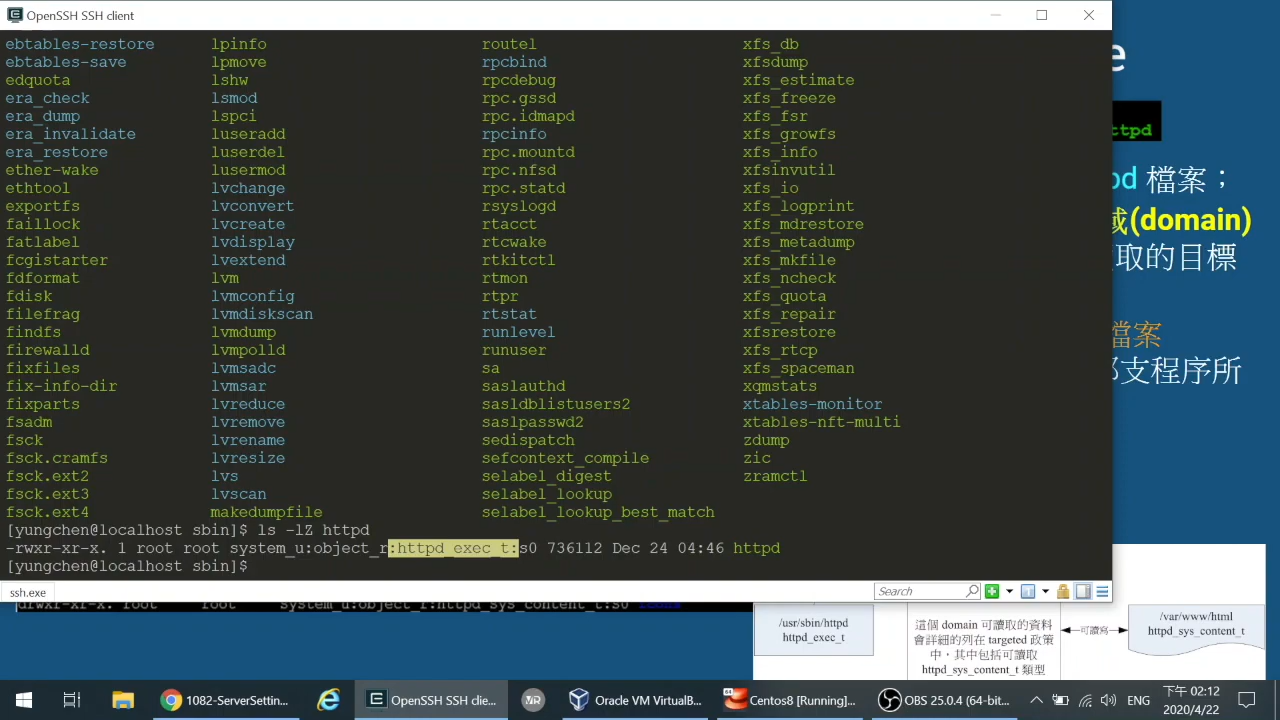 OpenSSH SSH client
ebtables-restore lpinfo routel xfs_db
ebtables-save lpmove rpcbind xfsdump
edquota lshw rpcdebug xfs_estimate
era_check lsmod rpc.gssd xfs_freeze
era_dump lspci rpc.idmapd xfs_fsr
era_invalidate luseradd rpcinfo xfs_growfs
era_restore luserdel rpc.mountd xfs_info
ether-wake lusermod rpc.nfsd xfsinvutil
ethtool lvchange rpc.statd xfs_io
exportfs lvconvert rsyslogd xfs_logprint
faillock lvcreate rtacct xfs_mdrestore
fatlabel lvdisplay rtcwake xfs_metadump
fcgistarter lvextend rtkitctl xfs_mkfile
fdformat lvm rtmon xfs_ncheck
fdisk lvmconfig rtpr xfs_quota
filefrag lvmdiskscan rtstat xfs_repair
findfs lvmdump runlevel xfsrestore
firewalld lvmpolld runuser xfs_rtcp
fixfiles lvmsadc sa xfs_spaceman
fix-info-dir lvmsar saslauthd xqmstats
fixparts lvreduce sasldblistusers2 xtables-monitor
fsadm lvremove saslpasswd2 xtables-nft-multi
fsck lvrename sedispatch zdump
fsck.cramfs lvresize sefcontext_compile zic
fsck.ext2 lvs selabel_digest zramctl
fsck.ext3 lvscan selabel_lookup
fsck.ext4 makedumpfile selabel_lookup_best_match
[yungchen@localhost sbin]$ ls -lZ httpd
-rwxr-xr-x. 1 root root system_u:object_r:httpd_exec_t:s0 736112 Dec 24 04:46 httpd
[yungchen@localhost sbin]$
ssh.exe
Search
e
ttpd
pd 檔案；
域(domain)
取的目標
檔案
支程序所
drwxr-xr-x. root root system_u:object_r:httpd_sys_content_t:s0 icons
/usr/sbin/httpd
httpd_exec_t
這個 domain 可讀取的資料
會詳細的列在 targeted 政策
中，其中包括可讀取
httpd_sys_content_t 類型
可讀寫
/var/www/html
httpd_sys_content_t
1082-ServerSettin...
OpenSSH SSH clie...
Oracle VM VirtualB...
Centos8 [Running]...
OBS 25.0.4 (64-bit...
ENG
下午 02:12
2020/4/22